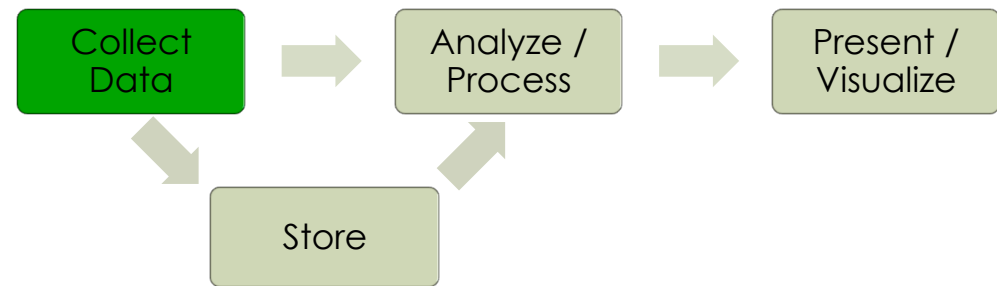 Collect
Data
Analyze /
Process
Present /
Visualize
Store